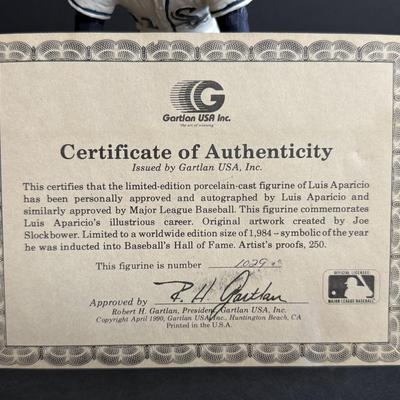 G
Gartlan USA Inc.
the art of winning
Certificate of Authenticity
Issued by Gartlan USA, Inc.
This certifies that the limited-edition porcelain-cast figurine of Luis Aparicio
has been personally approved and autographed by Luis Aparicio and
similarly approved by Major League Baseball. This figurine commemorates
Luis Aparicio's illustrious career. Original artwork created by Joe
Slockbower. Limited to a worldwide edition size of 1,984 – symbolic of the year
he was inducted into Baseball's Hall of Fame. Artist's proofs, 250.
This figurine is number 1029
Approved by R. H. Gartlan
Robert H. Gartlan, President, Gartlan USA, Inc.
Copyright April 1990, Gartlan USA, Inc., Huntington Beach, CA
Printed in the U.S.A.
OFFICIAL LICENSEE
MAJOR LEAGUE BASEBALL